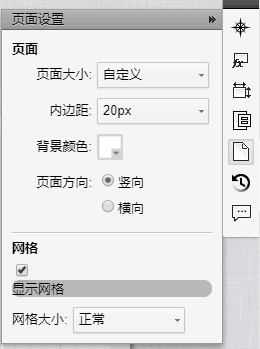 页面设置
页面
页面大小: 自定义
内边距: 20px
背景颜色:
页面方向: 竖向
横向
网格
显示网格
网格大小: 正常
fx